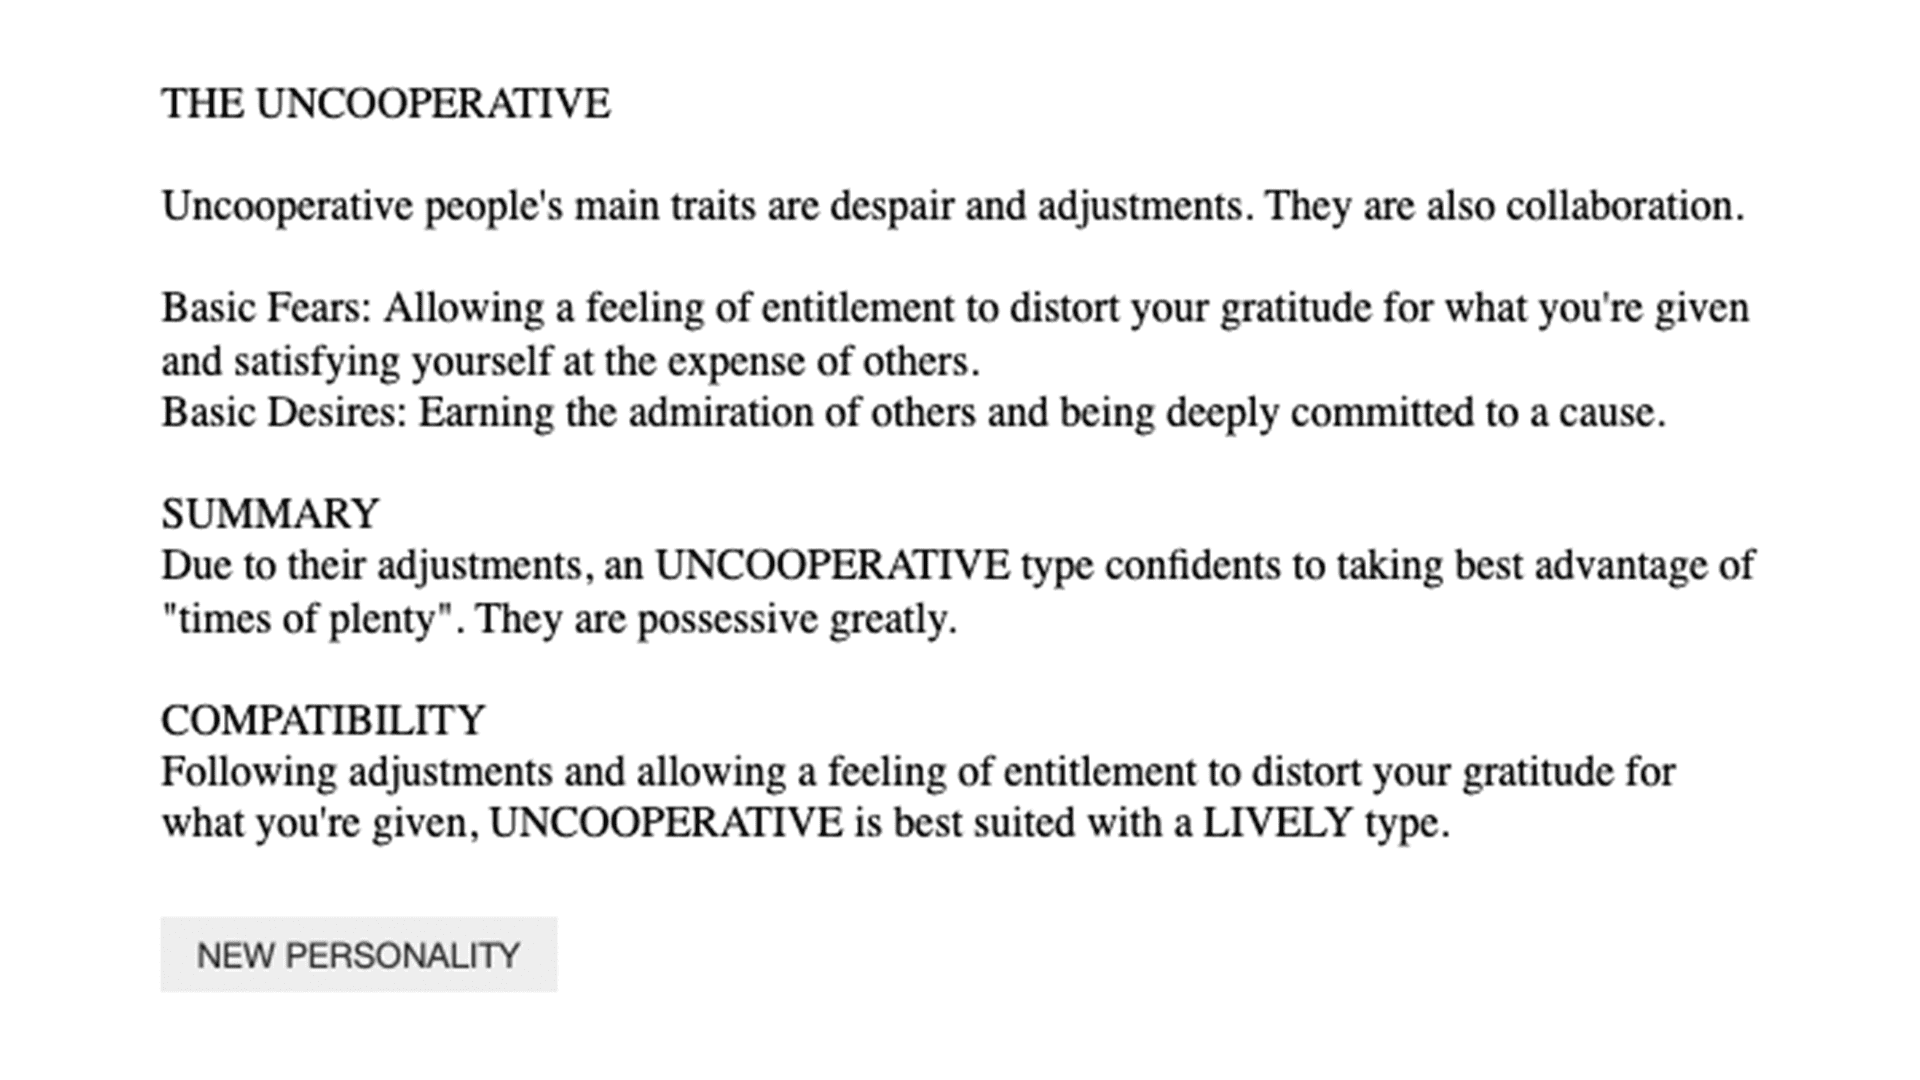 THE UNCOOPERATIVE
Uncooperative people's main traits are despair and adjustments. They are also collaboration.
Basic Fears: Allowing a feeling of entitlement to distort your gratitude for what you're given
and satisfying yourself at the expense of others.
Basic Desires: Earning the admiration of others and being deeply committed to a cause.
SUMMARY
Due to their adjustments, an UNCOOPERATIVE type confidents to taking best advantage of
"times of plenty". They are possessive greatly.
COMPATIBILITY
Following adjustments and allowing a feeling of entitlement to distort your gratitude for
what you're given, UNCOOPERATIVE is best suited with a LIVELY type.
NEW PERSONALITY